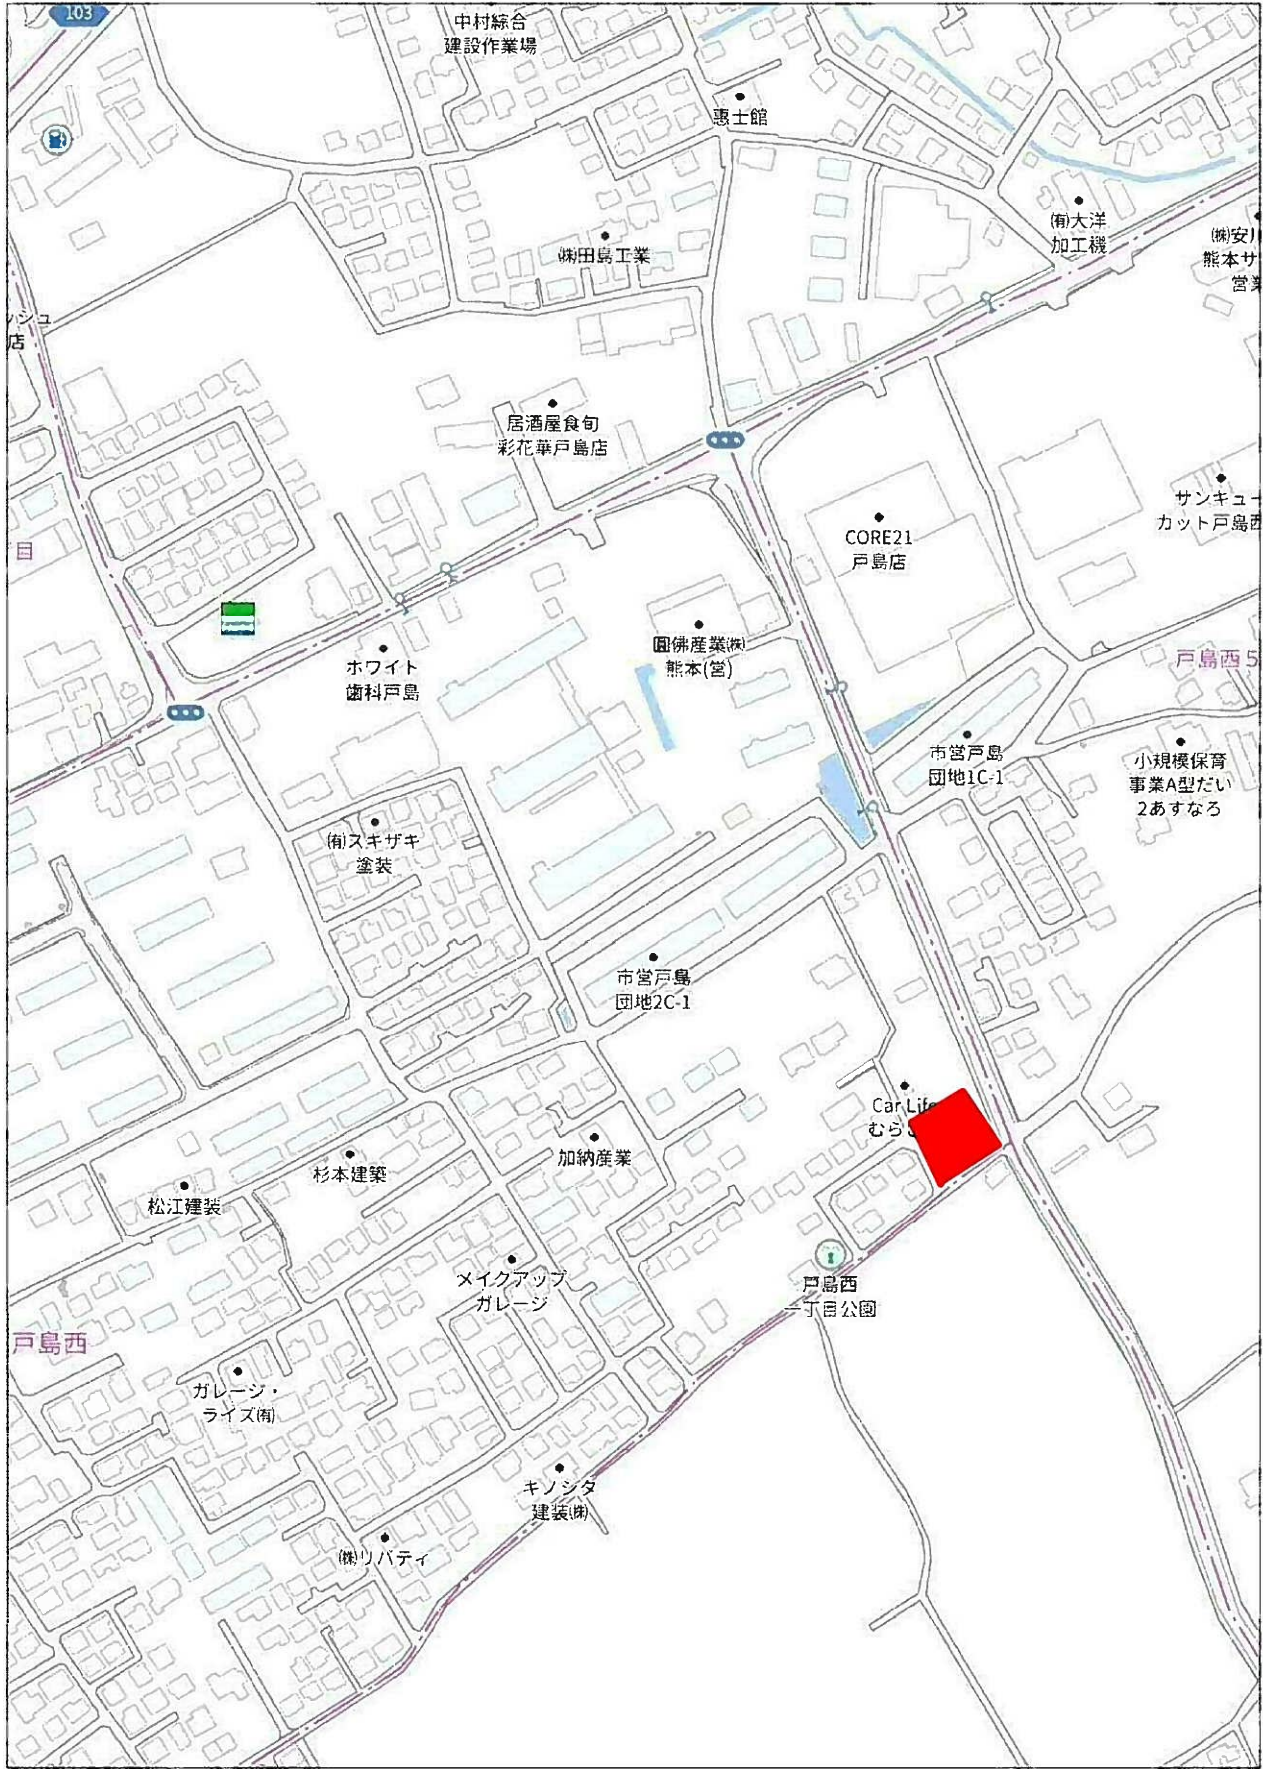 103
中村綜合
建設作業場
惠士館
㈲大洋
加工機
㈱安川
熊本サ
営業
㈱田島工業
ッシュ
店
居酒屋食旬
彩花華戸島店
サンキュー
カット戸島西
CORE21
戸島店
目
圓佛産業㈱
熊本(営)
ホワイト
歯科戸島
戸島西5
市営戸島
団地1C-1
小規模保育
事業A型だい
2あすなろ
㈲スギザキ
塗装
市営戸島
団地2C-1
Car Life
むら
加納産業
杉本建築
松江建装
メイクアップ
ガレージ
戸島西
一丁目公園
戸島西
ガレージ・
ライズ㈲
キノシタ
建装㈱
㈱リバティ